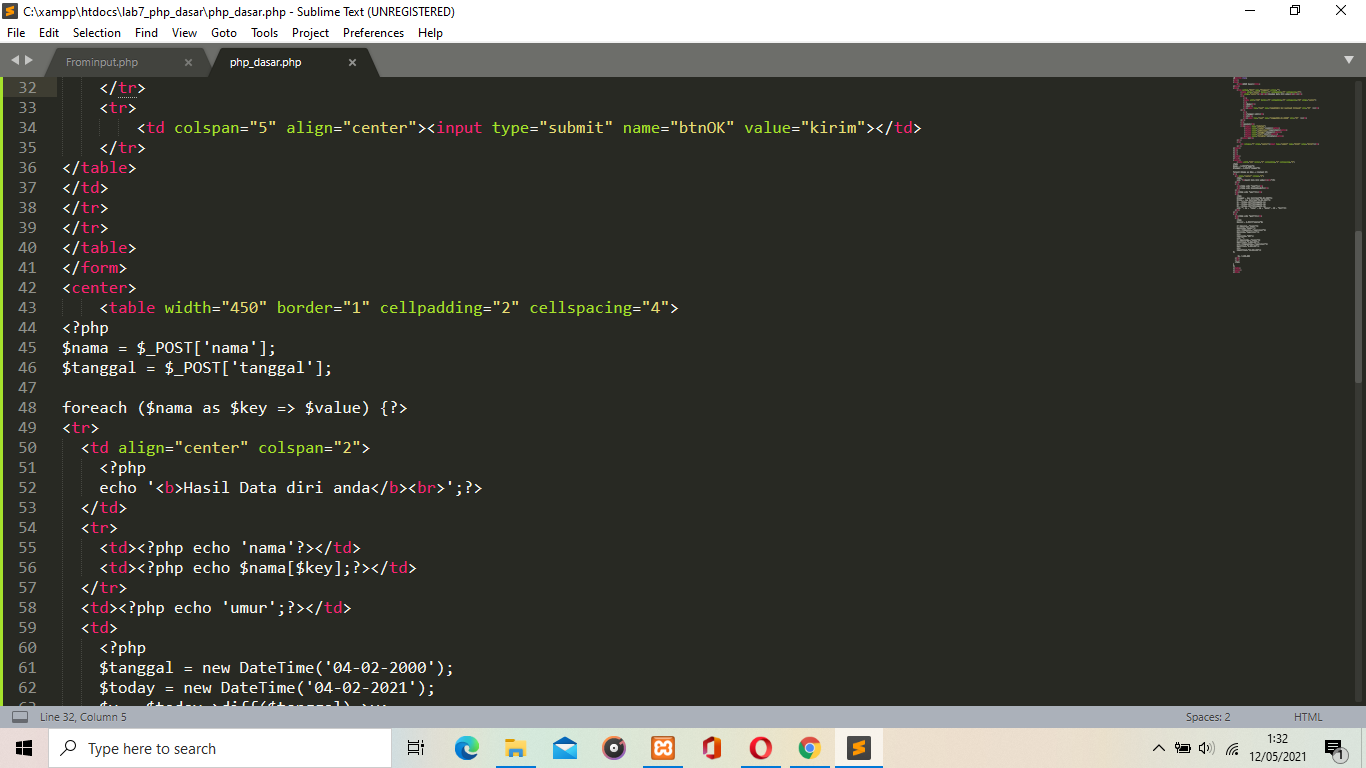 C:\xampp\htdocs\lab7_php_dasar\php_dasar.php - Sublime Text (UNREGISTERED)
File Edit Selection Find View Goto Tools Project Preferences Help
Frominput.php × php_dasar.php ×
32 </tr>
33 <tr>
34 <td colspan="5" align="center"><input type="submit" name="btnOK" value="kirim"></td>
35 </tr>
36 </table>
37 </td>
38 </tr>
39 </tr>
40 </table>
41 </form>
42 <center>
43 <table width="450" border="1" cellpadding="2" cellspacing="4">
44 <?php
45 $nama = $_POST['nama'];
46 $tanggal = $_POST['tanggal'];
47
48 foreach ($nama as $key => $value) {?>
49 <tr>
50 <td align="center" colspan="2">
51 <?php
52 echo '<b>Hasil Data diri anda</b><br>';?>
53 </td>
54 <tr>
55 <td><?php echo 'nama'?></td>
56 <td><?php echo $nama[$key];?></td>
57 </tr>
58 <td><?php echo 'umur';?></td>
59 <td>
60 <?php
61 $tanggal = new DateTime('04-02-2000');
62 $today = new DateTime('04-02-2021');
Line 32, Column 5 Spaces: 2 HTML
Type here to search
1:32
12/05/2021
1